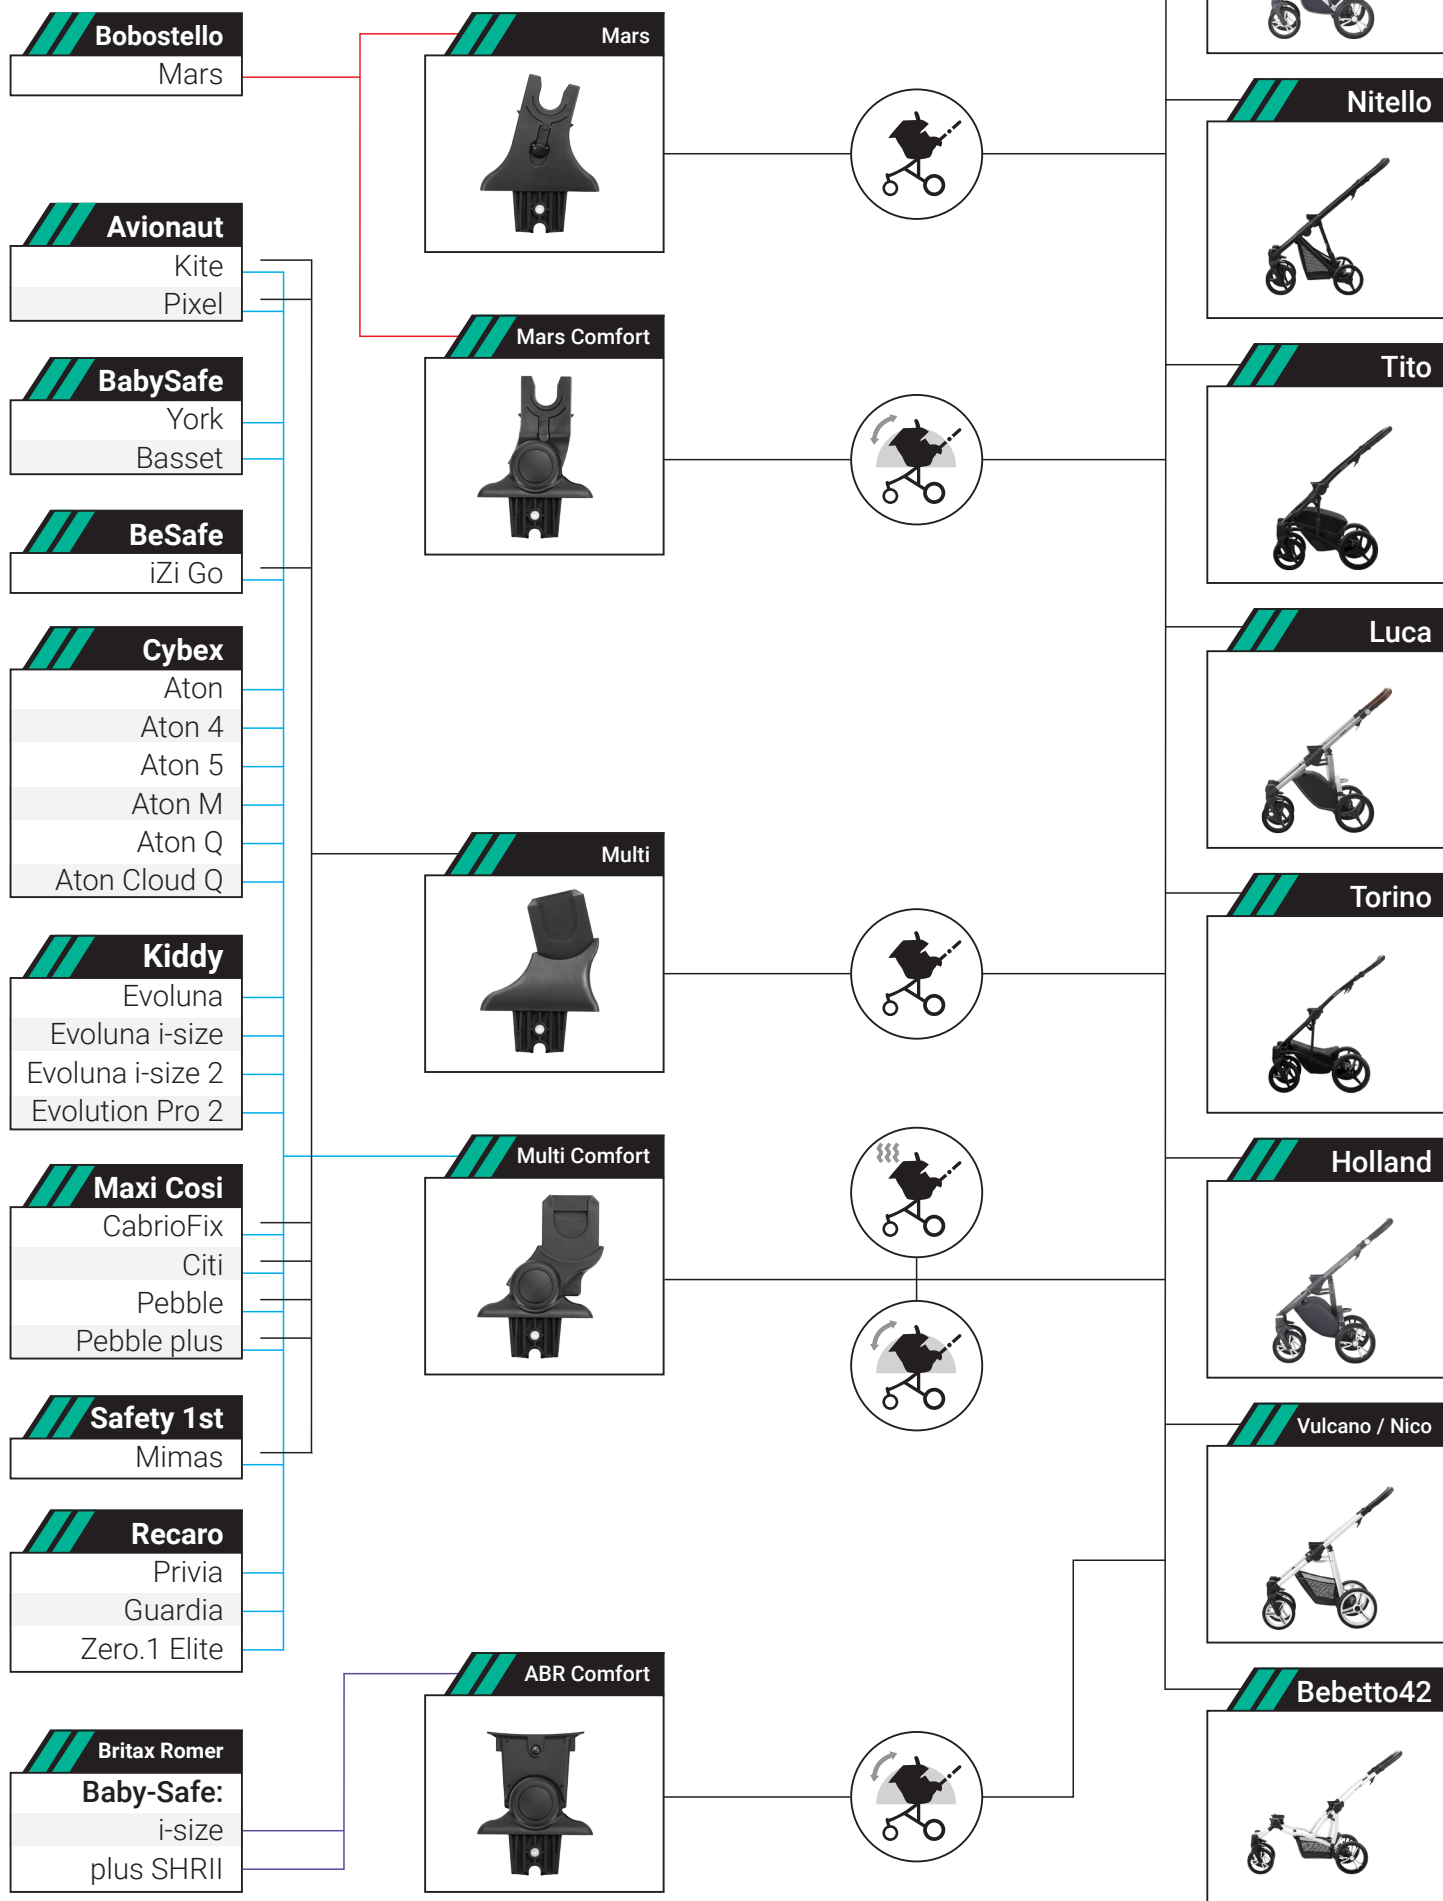 Bobostello
Mars
Avionaut
Kite
Pixel
BabySafe
York
Basset
BeSafe
iZi Go
Cybex
Aton
Aton 4
Aton 5
Aton M
Aton Q
Aton Cloud Q
Kiddy
Evoluna
Evoluna i-size
Evoluna i-size 2
Evolution Pro 2
Maxi Cosi
CabrioFix
Citi
Pebble
Pebble plus
Safety 1st
Mimas
Recaro
Privia
Guardia
Zero.1 Elite
Britax Romer
Baby-Safe:
i-size
plus SHRII
Mars
Mars Comfort
Multi
Multi Comfort
ABR Comfort
Nitello
Tito
Luca
Torino
Holland
Vulcano / Nico
Bebetto42